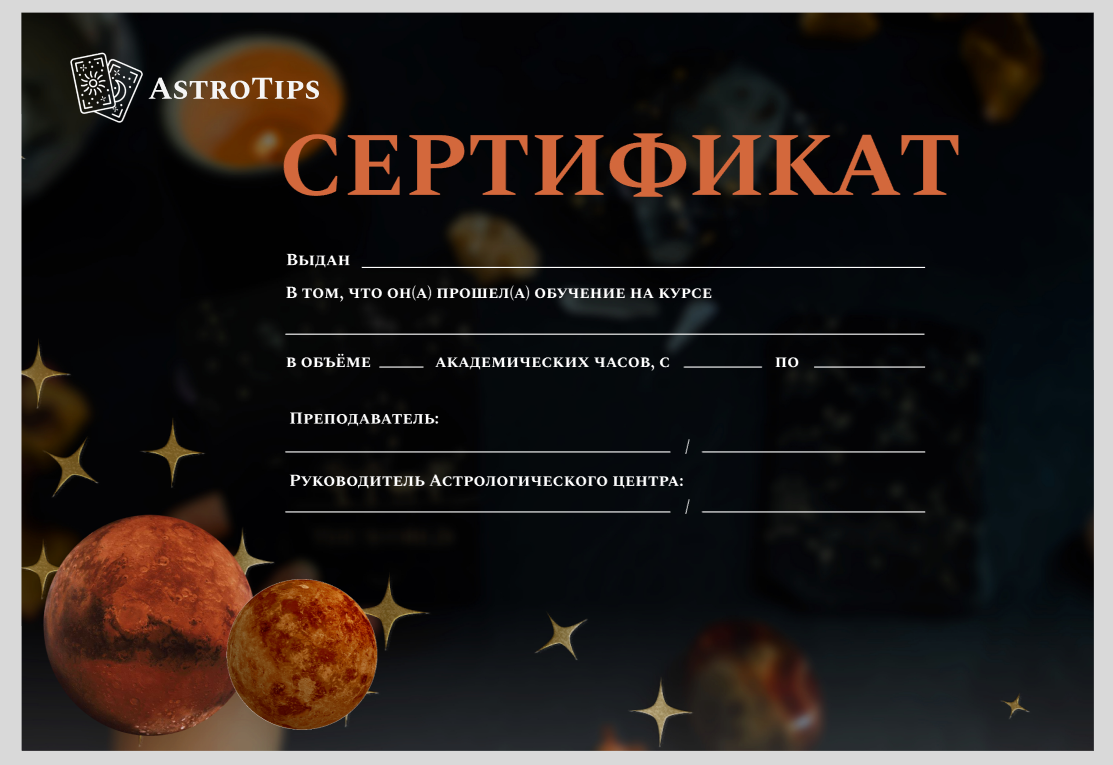 AstroTips
СЕРТИФИКАТ
Выдан
В том, что он(а) прошел(а) обучение на курсе
в объёме академических часов, с по
Преподаватель:
/
Руководитель Астрологического центра:
/